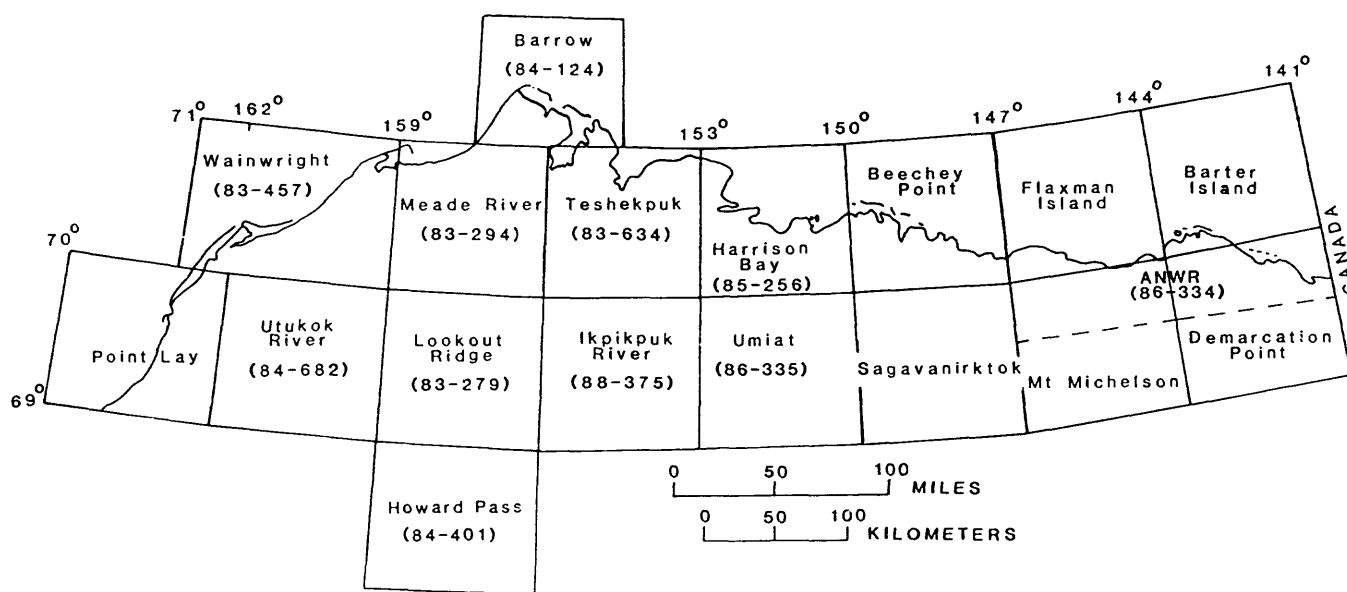 Barrow
(84-124)
71°
162°
159°
153°
150°
147°
144°
141°
Wainwright
(83-457)
Meade River
(83-294)
Teshekpuk
(83-634)
Harrison
Bay
(85-256)
Beechey
Point
Flaxman
Island
Barter
Island
CANADA
70°
ANWR
(86-334)
Point Lay
Utukok
River
(84-682)
Lookout
Ridge
(83-279)
Ikpikpuk
River
(88-375)
Umiat
(86-335)
Sagavanirktok
Mt Michelson
Demarcation
Point
69°
Howard Pass
(84-401)
0 50 100
MILES
0 50 100
KILOMETERS